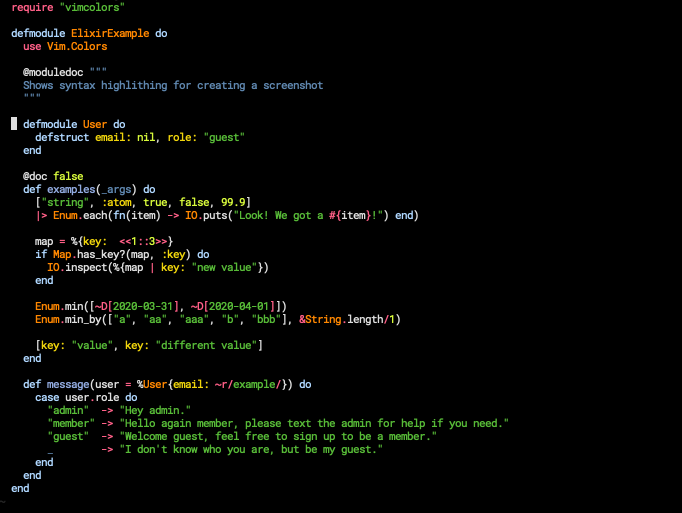 require "vimcolors"
defmodule ElixirExample do
use Vim.Colors
@moduledoc """
Shows syntax highlithing for creating a screenshot
"""
defmodule User do
defstruct email: nil, role: "guest"
end
@doc false
def examples(_args) do
["string", :atom, true, false, 99.9]
|> Enum.each(fn(item) -> IO.puts("Look! We got a #{item}!") end)
map = %{key:  <<1::3>>}
if Map.has_key?(map, :key) do
IO.inspect(%{map | key: "new value"})
end
Enum.min([~D[2020-03-31], ~D[2020-04-01]])
Enum.min_by(["a", "aa", "aaa", "b", "bbb"], &String.length/1)
[key: "value", key: "different value"]
end
def message(user = %User{email: ~r/example/}) do
case user.role do
"admin"  -> "Hey admin."
"member" -> "Hello again member, please text the admin for help if you need."
"guest"  -> "Welcome guest, feel free to sign up to be a member."
_        -> "I don't know who you are, but be my guest."
end
end
end
~